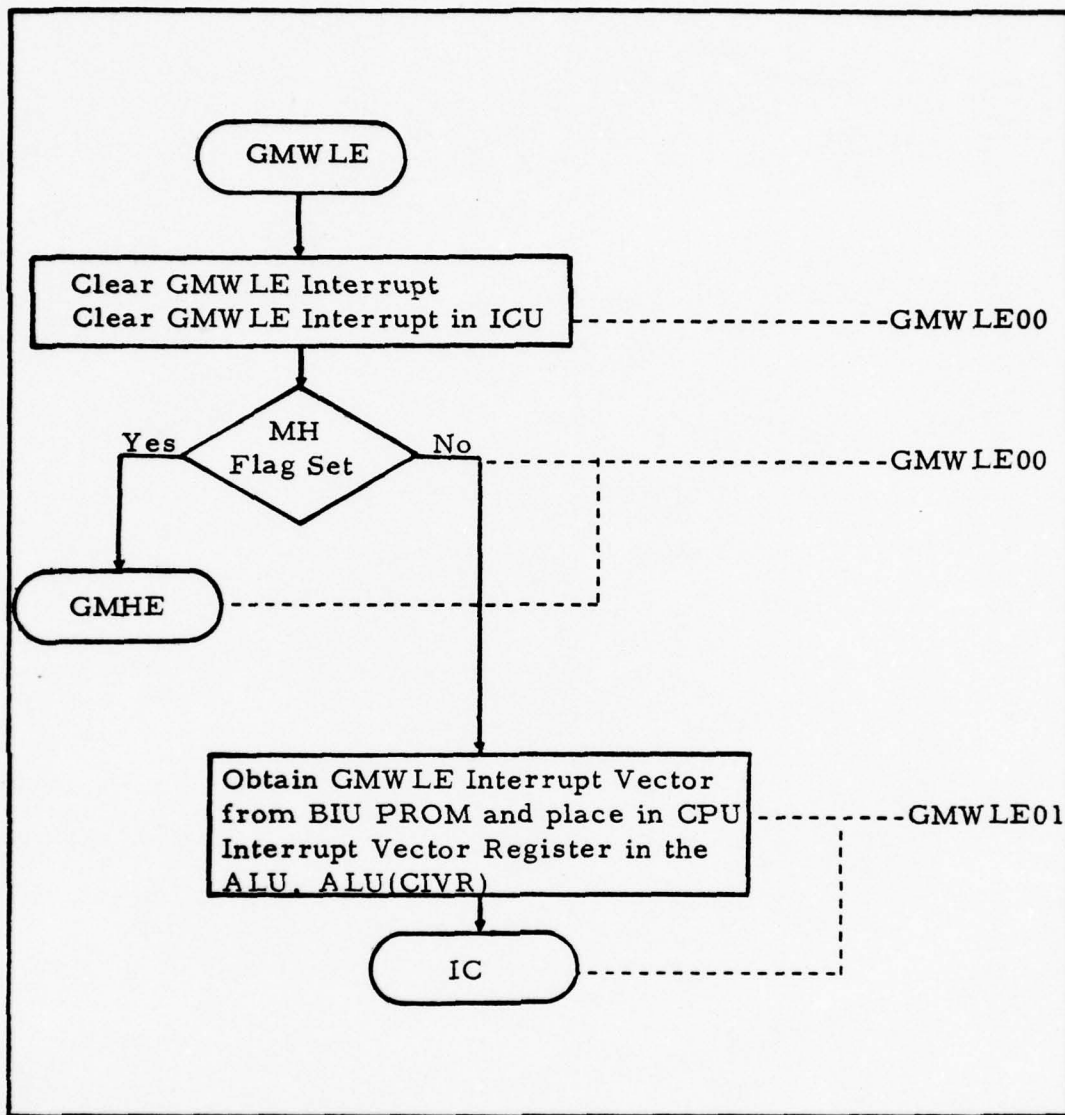 GMWLE
Clear GMWLE Interrupt
Clear GMWLE Interrupt in ICU
GMWLE00
Yes
MH
Flag Set
No
GMWLE00
GMHE
Obtain GMWLE Interrupt Vector
from BIU PROM and place in CPU
Interrupt Vector Register in the
ALU. ALU(CIVR)
GMWLE01
IC